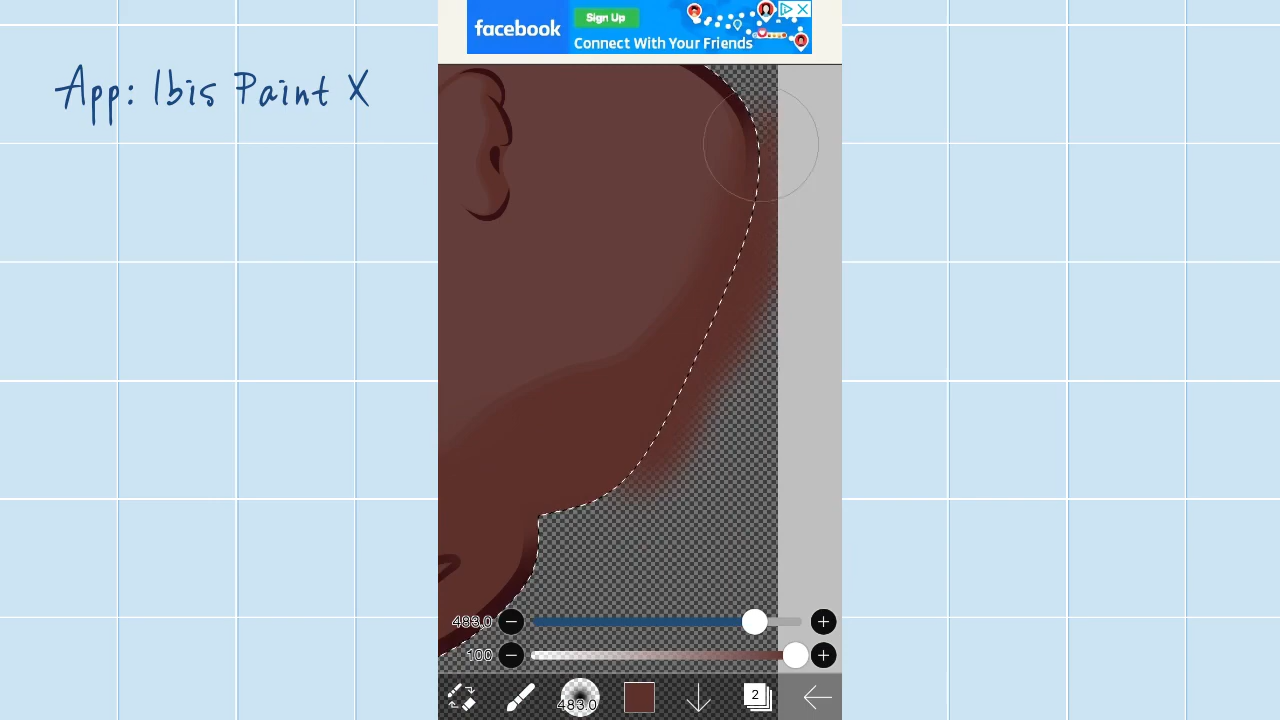 facebook
Sign Up
Connect With Your Friends
App: Ibis Paint X
483.0
100
483.0
2